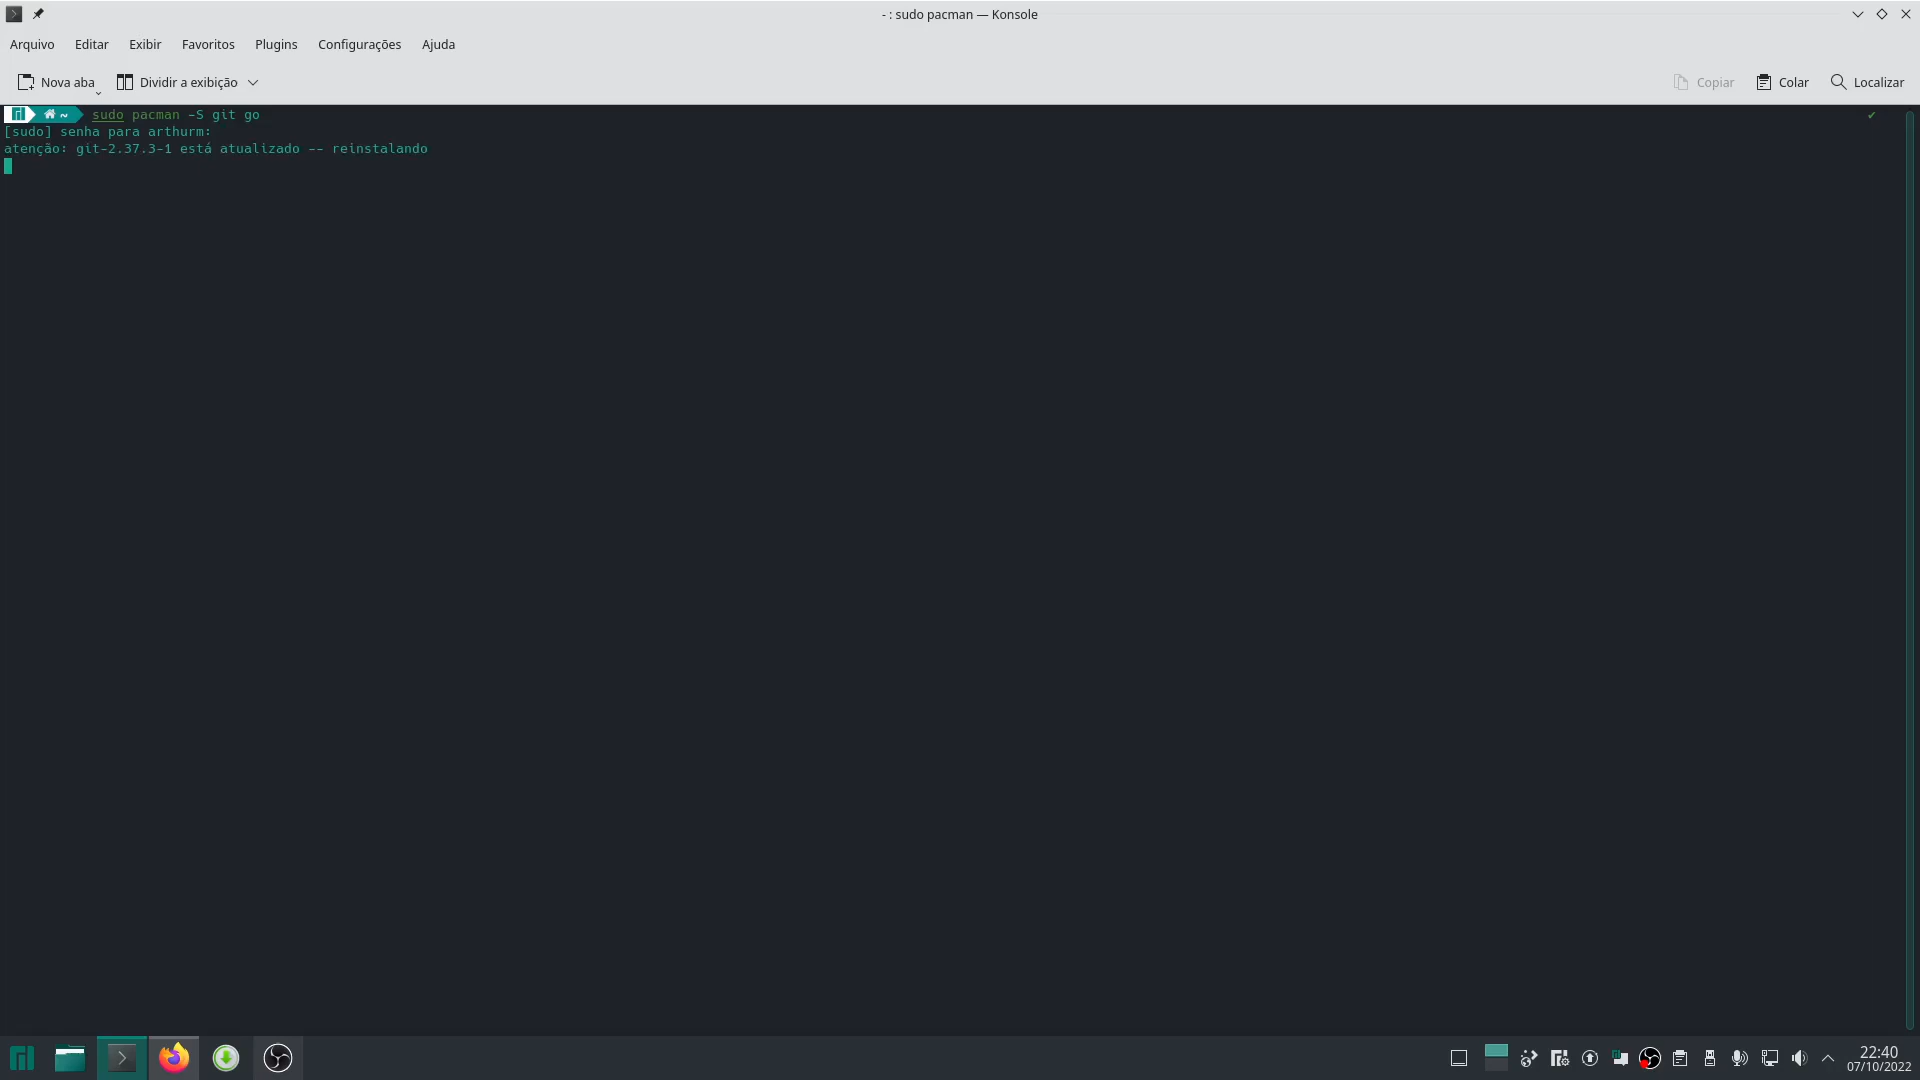 - : sudo pacman — Konsole
Arquivo Editar Exibir Favoritos Plugins Configurações Ajuda
Nova aba Dividir a exibição Copiar Colar Localizar
~ sudo pacman -S git go ✔
[sudo] senha para arthurm:
atenção: git-2.37.3-1 está atualizado -- reinstalando
22:40
07/10/2022